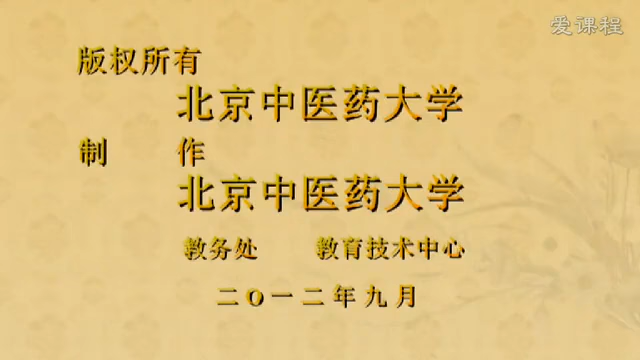 爱课程
版权所有
北京中医药大学
制 作
北京中医药大学
教务处 教育技术中心
二O一二年九月